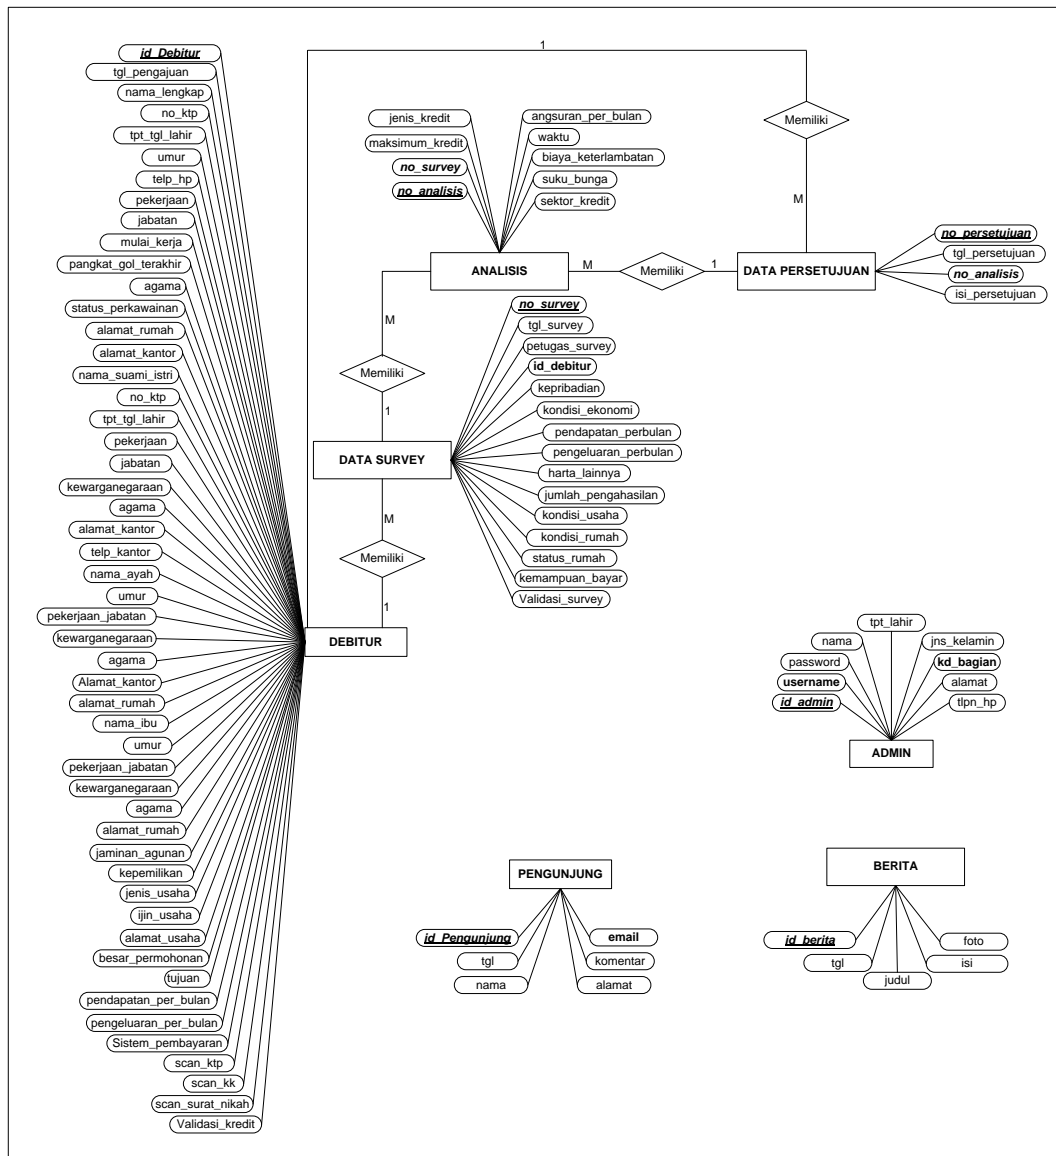 id_Debitur
tgl_pengajuan
nama_lengkap
no_ktp
tpt_tgl_lahir
umur
telp_hp
pekerjaan
jabatan
mulai_kerja
pangkat_gol_terakhir
agama
status_perkawainan
alamat_rumah
alamat_kantor
nama_suami_istri
no_ktp
tpt_tgl_lahir
pekerjaan
jabatan
kewarganegaraan
agama
alamat_kantor
telp_kantor
nama_ayah
umur
pekerjaan_jabatan
kewarganegaraan
agama
Alamat_kantor
alamat_rumah
nama_ibu
umur
pekerjaan_jabatan
kewarganegaraan
agama
alamat_rumah
jaminan_agunan
kepemilikan
jenis_usaha
ijin_usaha
alamat_usaha
besar_permohonan
tujuan
pendapatan_per_bulan
pengeluaran_per_bulan
Sistem_pembayaran
scan_ktp
scan_kk
scan_surat_nikah
Validasi_kredit
DEBITUR
1
Memiliki
M
jenis_kredit
maksimum_kredit
no_survey
no_analisis
angsuran_per_bulan
waktu
biaya_keterlambatan
suku_bunga
sektor_kredit
ANALISIS
M
Memiliki
1
DATA PERSETUJUAN
no_persetujuan
tgl_persetujuan
no_analisis
isi_persetujuan
M
Memiliki
1
DATA SURVEY
no_survey
tgl_survey
petugas_survey
id_debitur
kepribadian
kondisi_ekonomi
pendapatan_perbulan
pengeluaran_perbulan
harta_lainnya
jumlah_pengahasilan
kondisi_usaha
kondisi_rumah
status_rumah
kemampuan_bayar
Validasi_survey
M
Memiliki
1
tpt_lahir
nama
password
username
id_admin
jns_kelamin
kd_bagian
alamat
tlpn_hp
ADMIN
PENGUNJUNG
id_Pengunjung
tgl
nama
email
komentar
alamat
BERITA
id_berita
tgl
judul
foto
isi